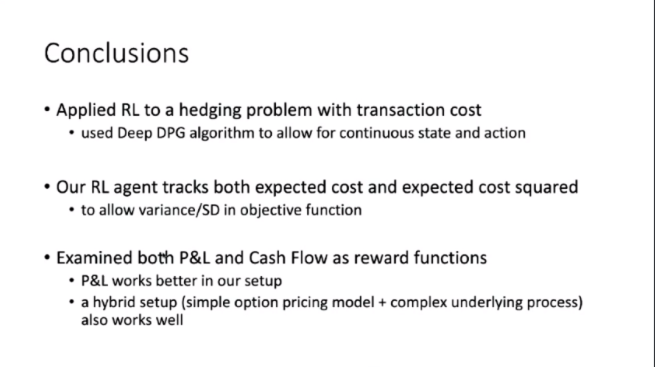 Conclusions
• Applied RL to a hedging problem with transaction cost
• used Deep DPG algorithm to allow for continuous state and action
• Our RL agent tracks both expected cost and expected cost squared
• to allow variance/SD in objective function
• Examined both P&L and Cash Flow as reward functions
• P&L works better in our setup
• a hybrid setup (simple option pricing model + complex underlying process)
also works well